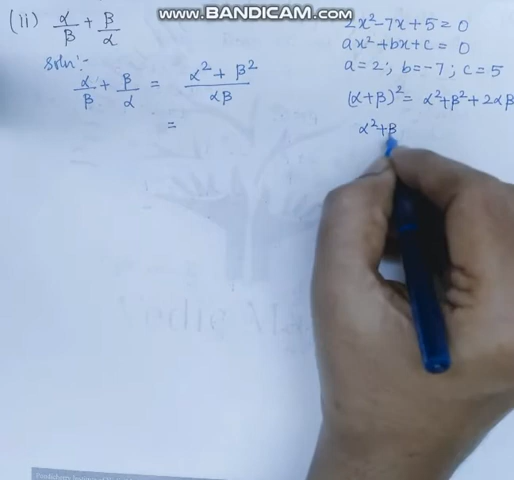 WWW.BANDICAM.COM
(ii) α/β + β/α
soln:-
α/β + β/α = α² + β² / αβ
=
2x² - 7x + 5 = 0
ax² + bx + c = 0
a = 2 ; b = -7 ; c = 5
(α + β)² = α² + β² + 2αβ
α² + β